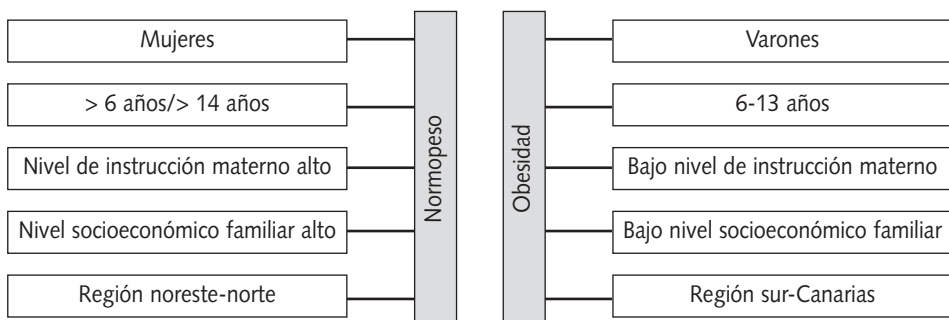 Mujeres
> 6 años/> 14 años
Nivel de instrucción materno alto
Nivel socioeconómico familiar alto
Región noreste-norte
Normopeso
Obesidad
Varones
6-13 años
Bajo nivel de instrucción materno
Bajo nivel socioeconómico familiar
Región sur-Canarias